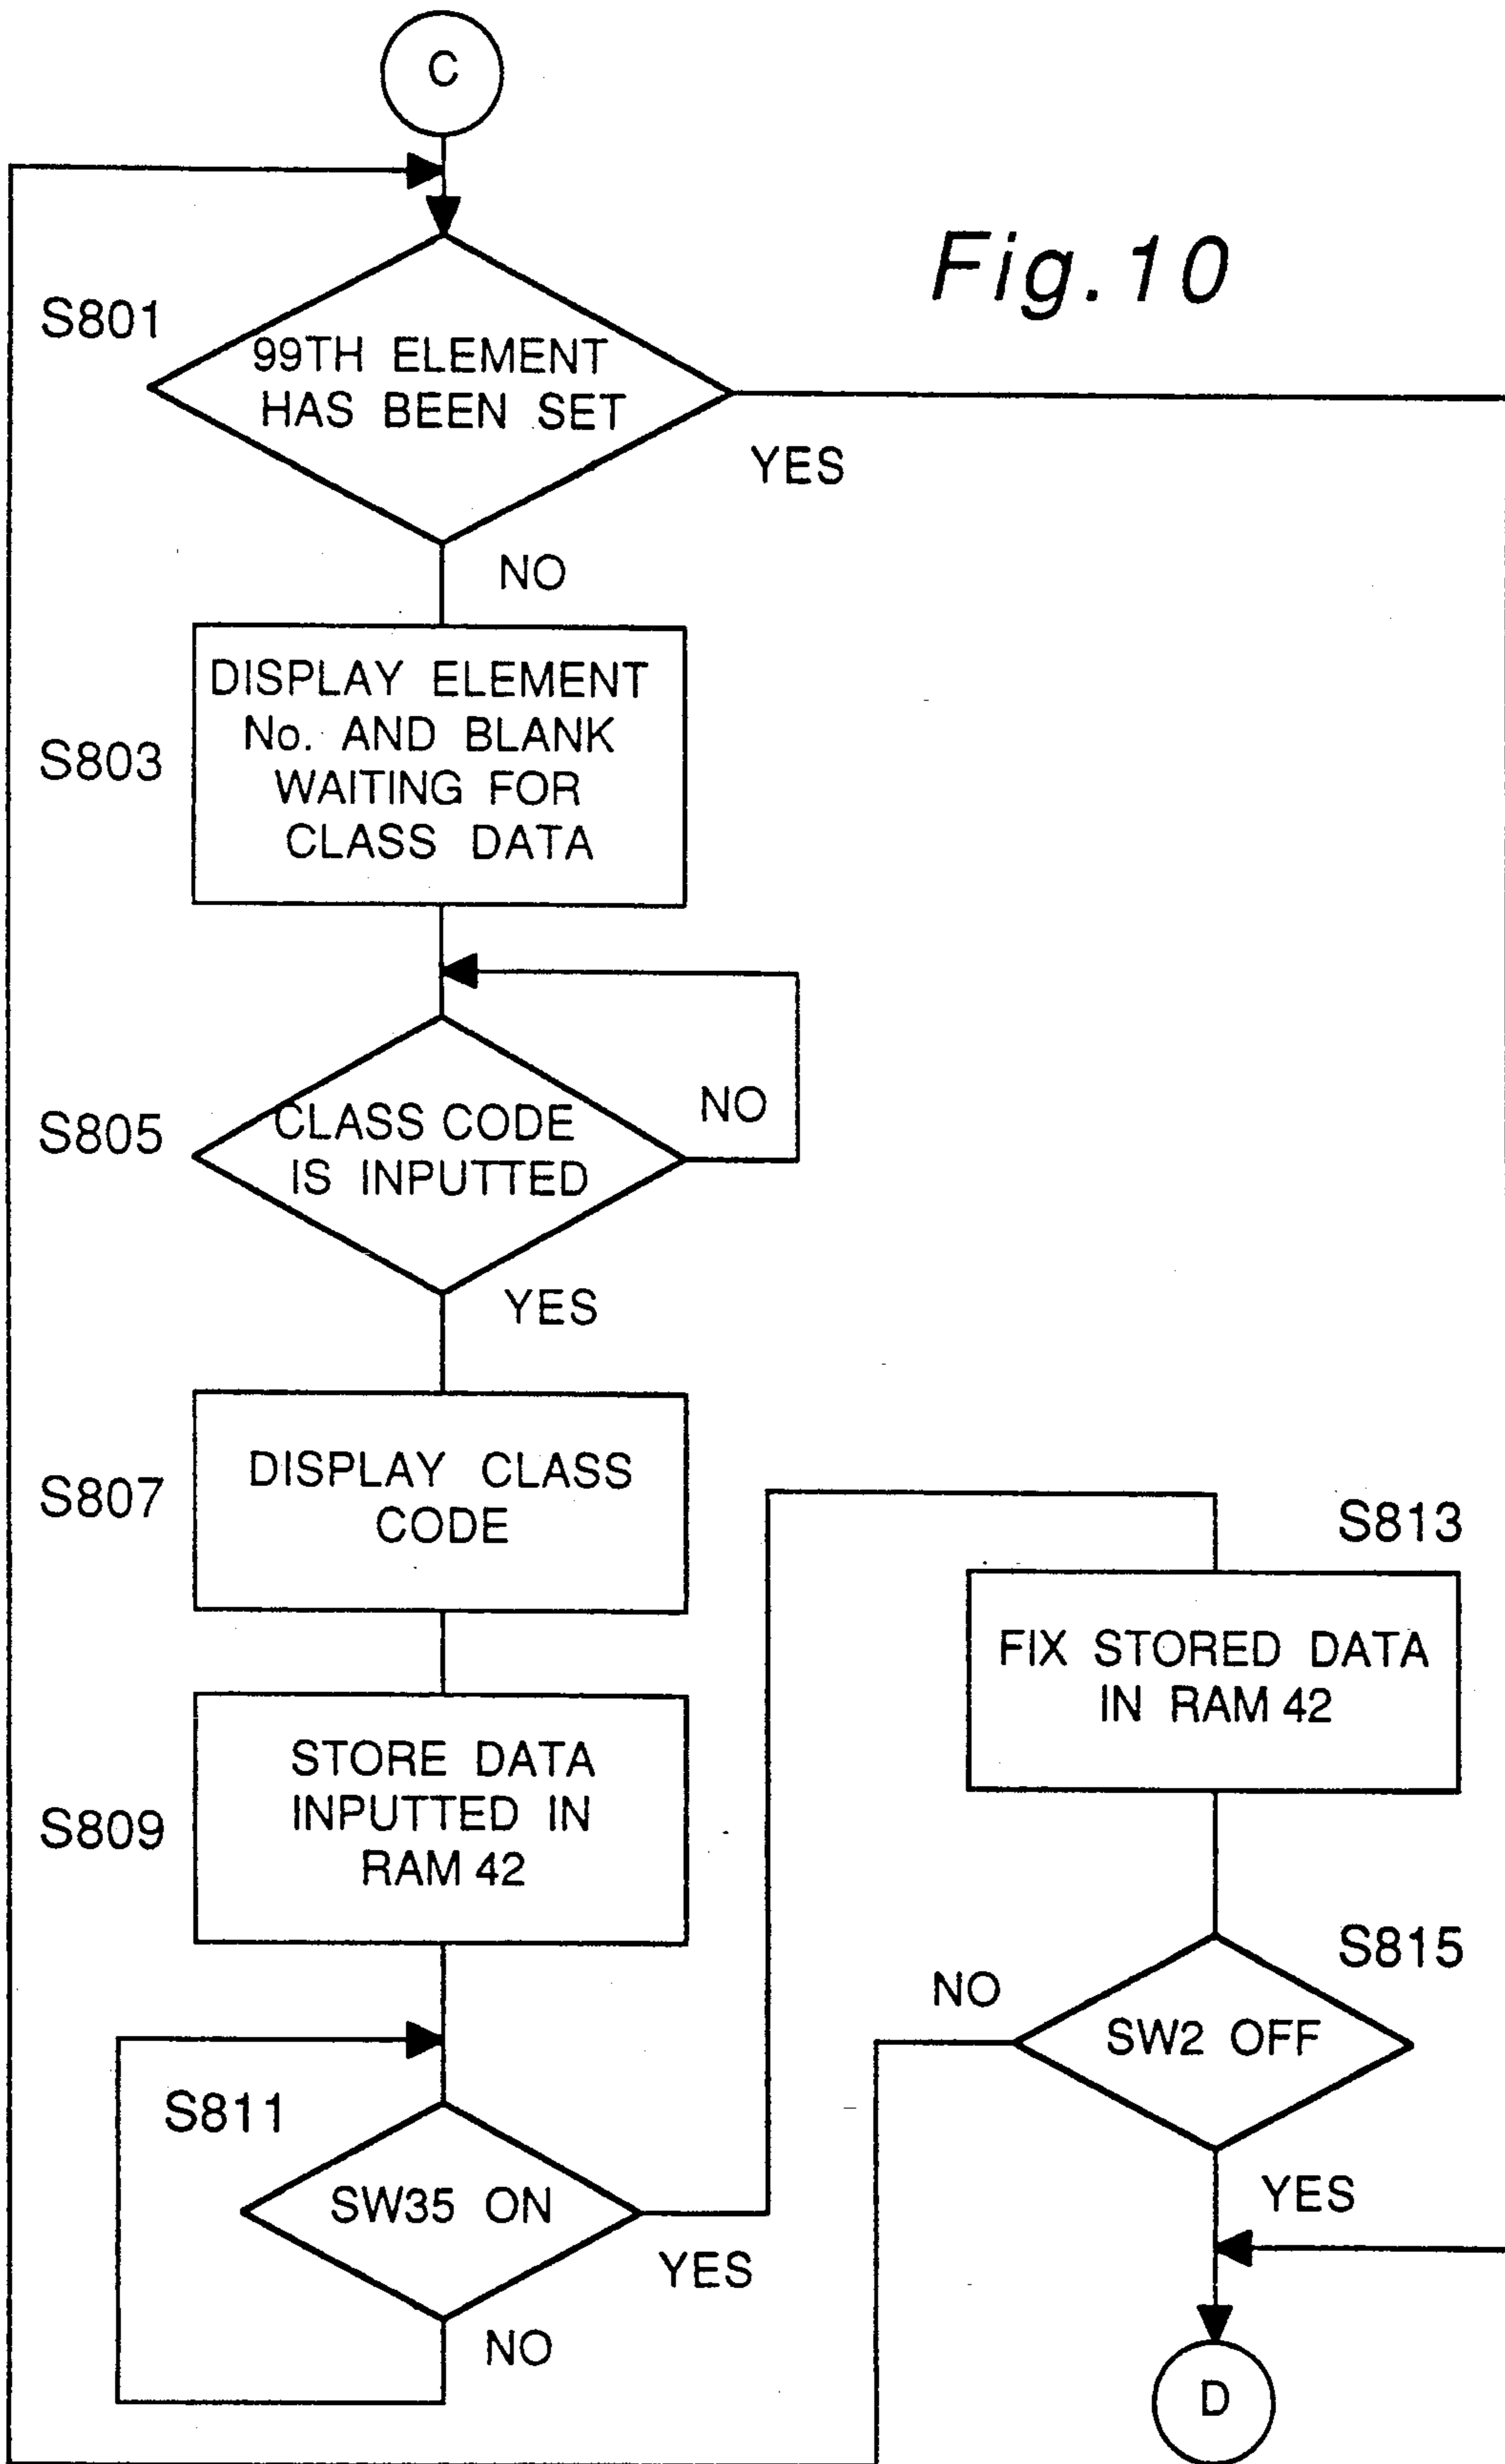 C
Fig.10
S801
99TH ELEMENT
HAS BEEN SET
YES
NO
S803
DISPLAY ELEMENT
No. AND BLANK
WAITING FOR
CLASS DATA
S805
CLASS CODE
IS INPUTTED
NO
YES
S807
DISPLAY CLASS
CODE
S809
STORE DATA
INPUTTED IN
RAM 42
S811
SW35 ON
YES
NO
S813
FIX STORED DATA
IN RAM 42
S815
NO
SW2 OFF
YES
D